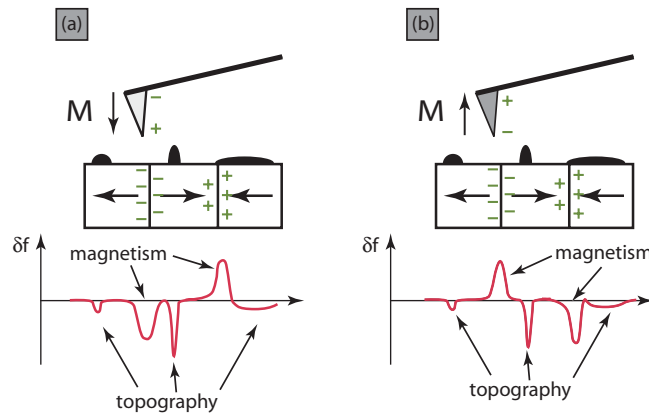 (a)
M
−
+
− − − −
− − −
+ +
+ + +
δf
magnetism
topography
(b)
M
+
−
− − − −
− − −
+ +
+ + +
δf
magnetism
topography